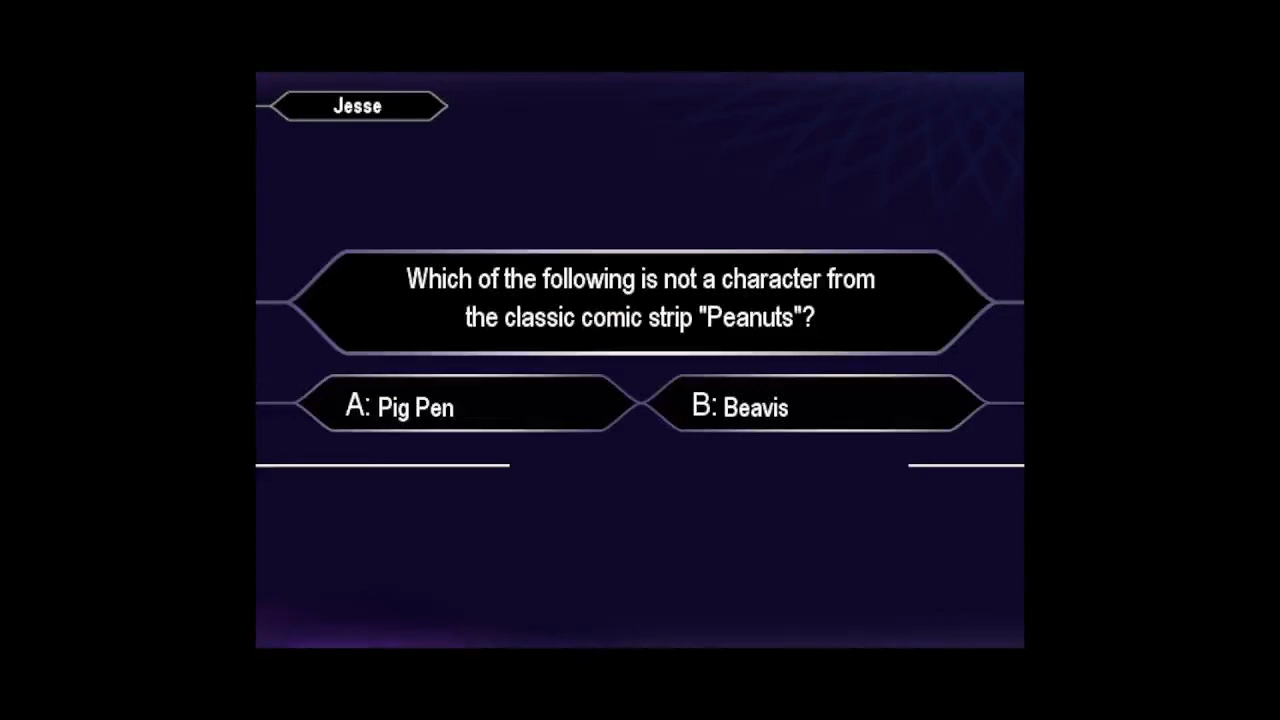 Jesse
Which of the following is not a character from
the classic comic strip "Peanuts"?
A: Pig Pen
B: Beavis